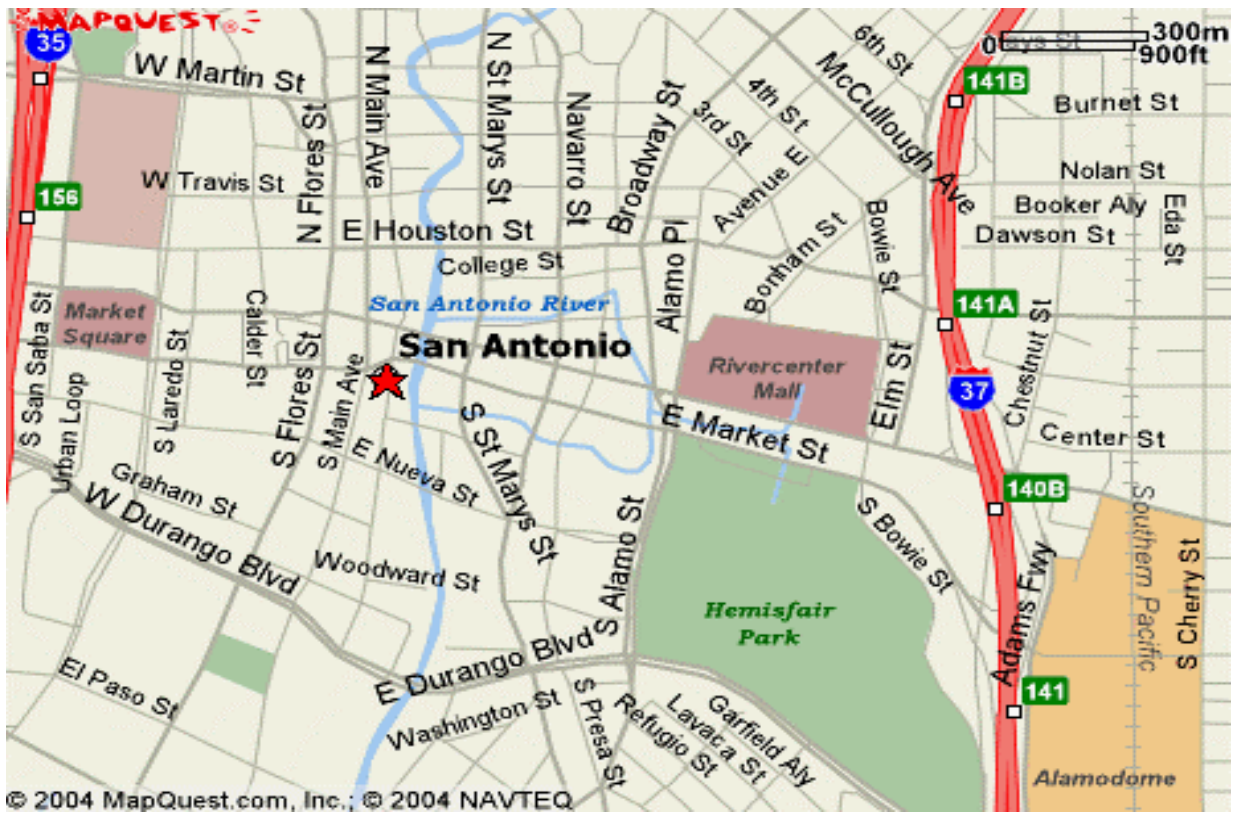 MAPQUEST
35
W Martin St
N Main Ave
N St Marys St
Navarro St
Broadway St
3rd St
4th St
6th St
McCullough Ave
0
300m
900ft
141B
Burnet St
156
W Travis St
N Flores St
Avenue E
Nolan St
Booker Aly
Dawson St
Eda St
E Houston St
College St
Alamo Pl
Bonham St
Bowie St
San Antonio River
141A
Market
Square
S San Saba St
Calder St
S Laredo St
San Antonio
Rivercenter
Mall
Elm St
37
Chestnut St
Urban Loop
S Flores St
S Main Ave
S St Marys St
E Market St
Center St
Graham St
E Nueva St
140B
W Durango Blvd
Woodward St
S Alamo St
S Bowie St
Southern Pacific
S Cherry St
Adams Fwy
Hemisfair
Park
El Paso St
E Durango Blvd
Washington St
S Presa St
Refugio St
Lavaca St
Garfield Aly
141
Alamodome
© 2004 MapQuest.com, Inc.; © 2004 NAVTEQ